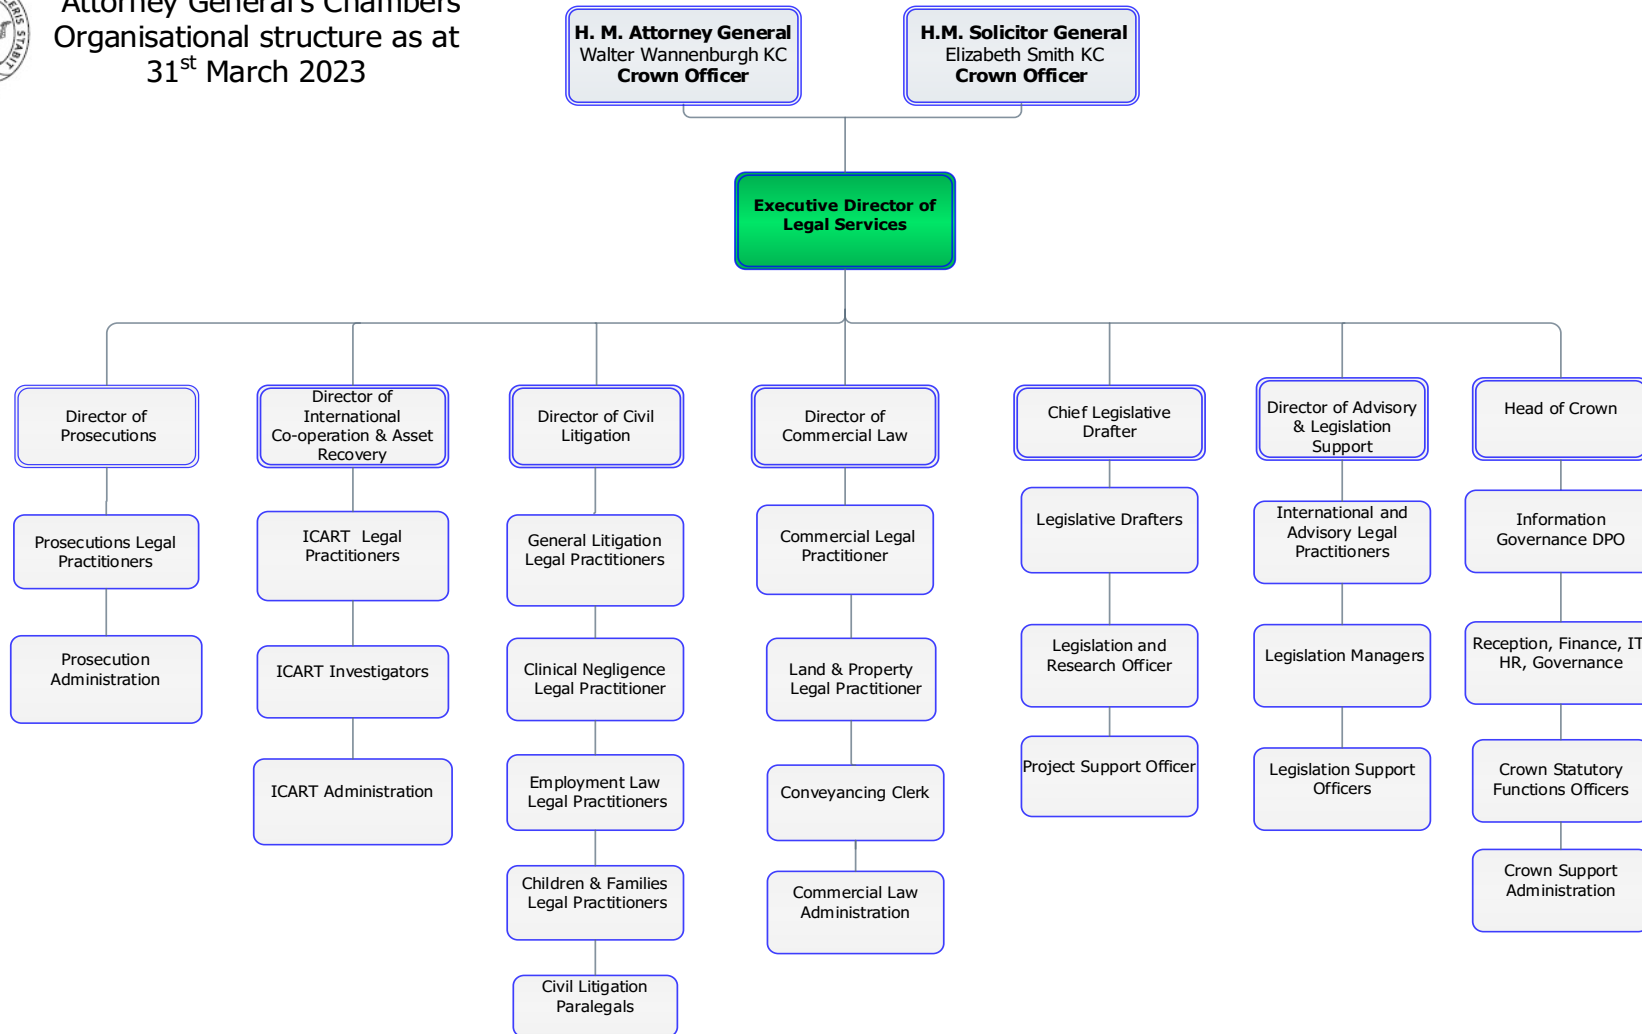 ERIS STABIT
Attorney General's Chambers
Organisational structure as at
31st March 2023
H. M. Attorney General
Walter Wannenburgh KC
Crown Officer
H.M. Solicitor General
Elizabeth Smith KC
Crown Officer
Executive Director of
Legal Services
Director of
Prosecutions
Director of
International
Co-operation & Asset
Recovery
Director of Civil
Litigation
Director of
Commercial Law
Chief Legislative
Drafter
Director of Advisory
& Legislation
Support
Head of Crown
Prosecutions Legal
Practitioners
ICART Legal
Practitioners
General Litigation
Legal Practitioners
Commercial Legal
Practitioner
Legislative Drafters
International and
Advisory Legal
Practitioners
Information
Governance DPO
Prosecution
Administration
ICART Investigators
Clinical Negligence
Legal Practitioner
Land & Property
Legal Practitioner
Legislation and
Research Officer
Legislation Managers
Reception, Finance, IT
HR, Governance
ICART Administration
Employment Law
Legal Practitioners
Conveyancing Clerk
Project Support Officer
Legislation Support
Officers
Crown Statutory
Functions Officers
Children & Families
Legal Practitioners
Commercial Law
Administration
Crown Support
Administration
Civil Litigation
Paralegals